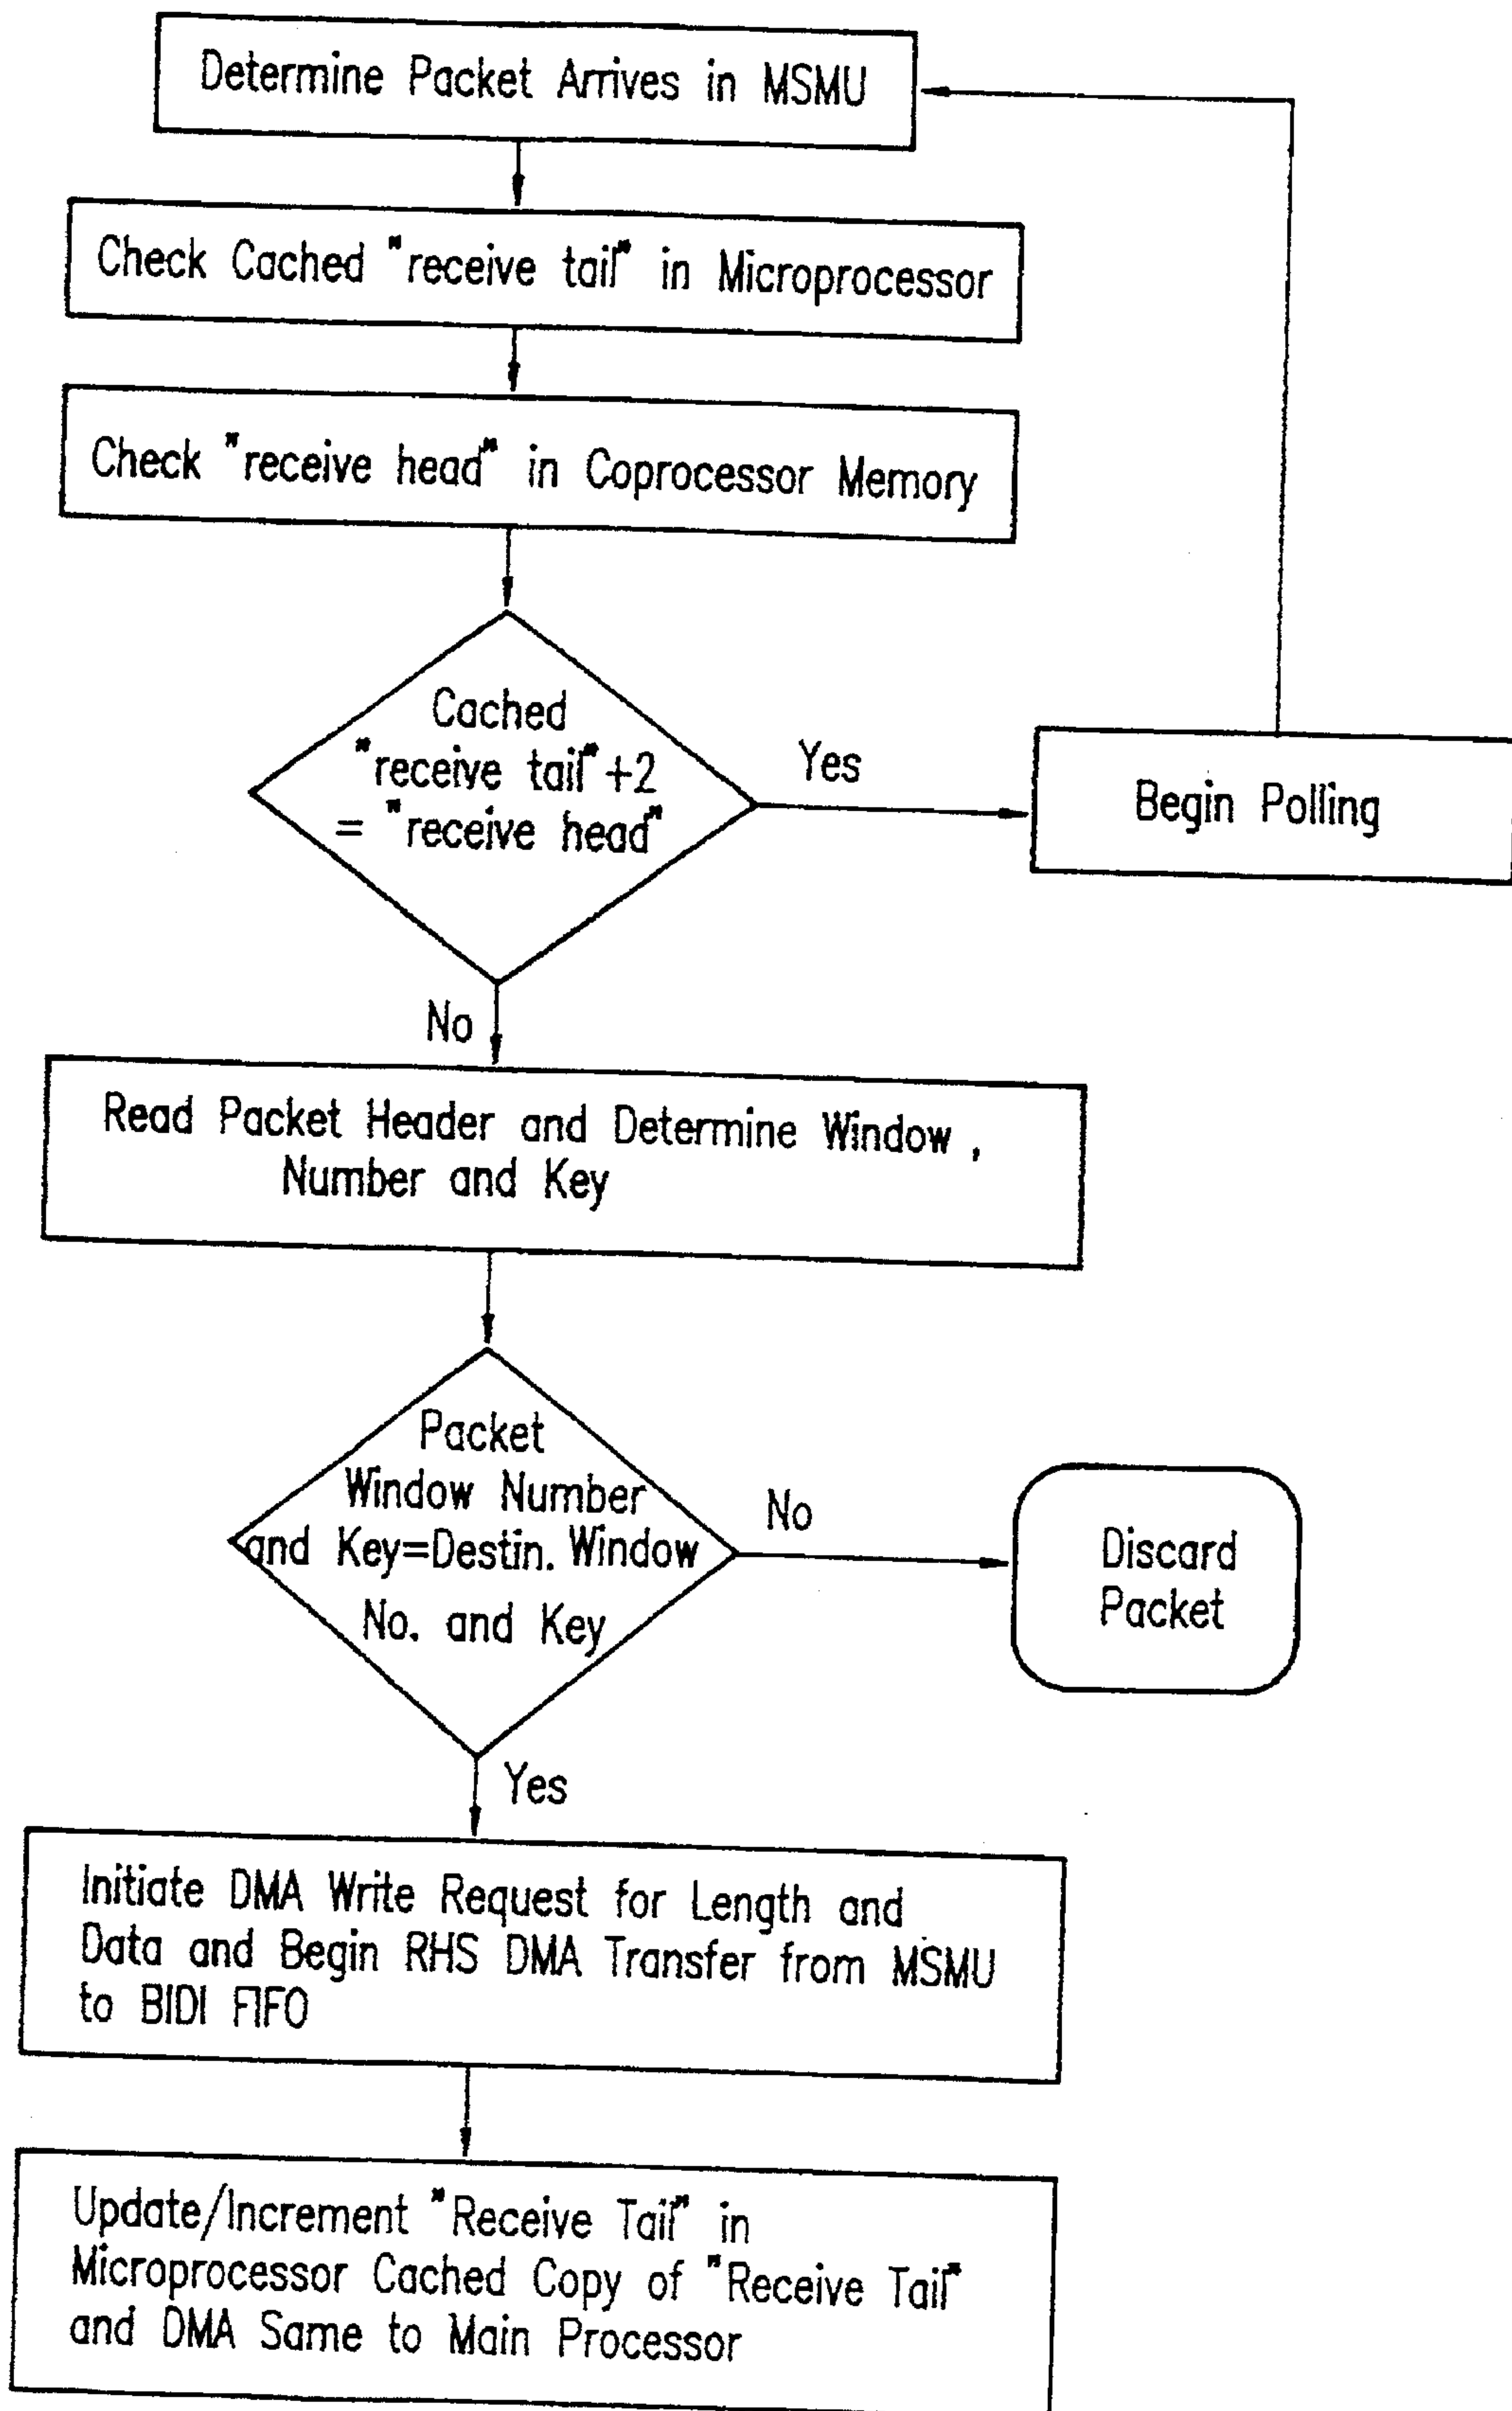 Determine Packet Arrives in MSMU
Check Cached "receive tail" in Microprocessor
Check "receive head" in Coprocessor Memory
Cached
"receive tail"+2
= "receive head"
Yes
Begin Polling
No
Read Packet Header and Determine Window,
Number and Key
Packet
Window Number
and Key=Destin. Window
No. and Key
No
Discard
Packet
Yes
Initiate DMA Write Request for Length and
Data and Begin RHS DMA Transfer from MSMU
to BIDI FIFO
Update/Increment "Receive Tail" in
Microprocessor Cached Copy of "Receive Tail"
and DMA Same to Main Processor